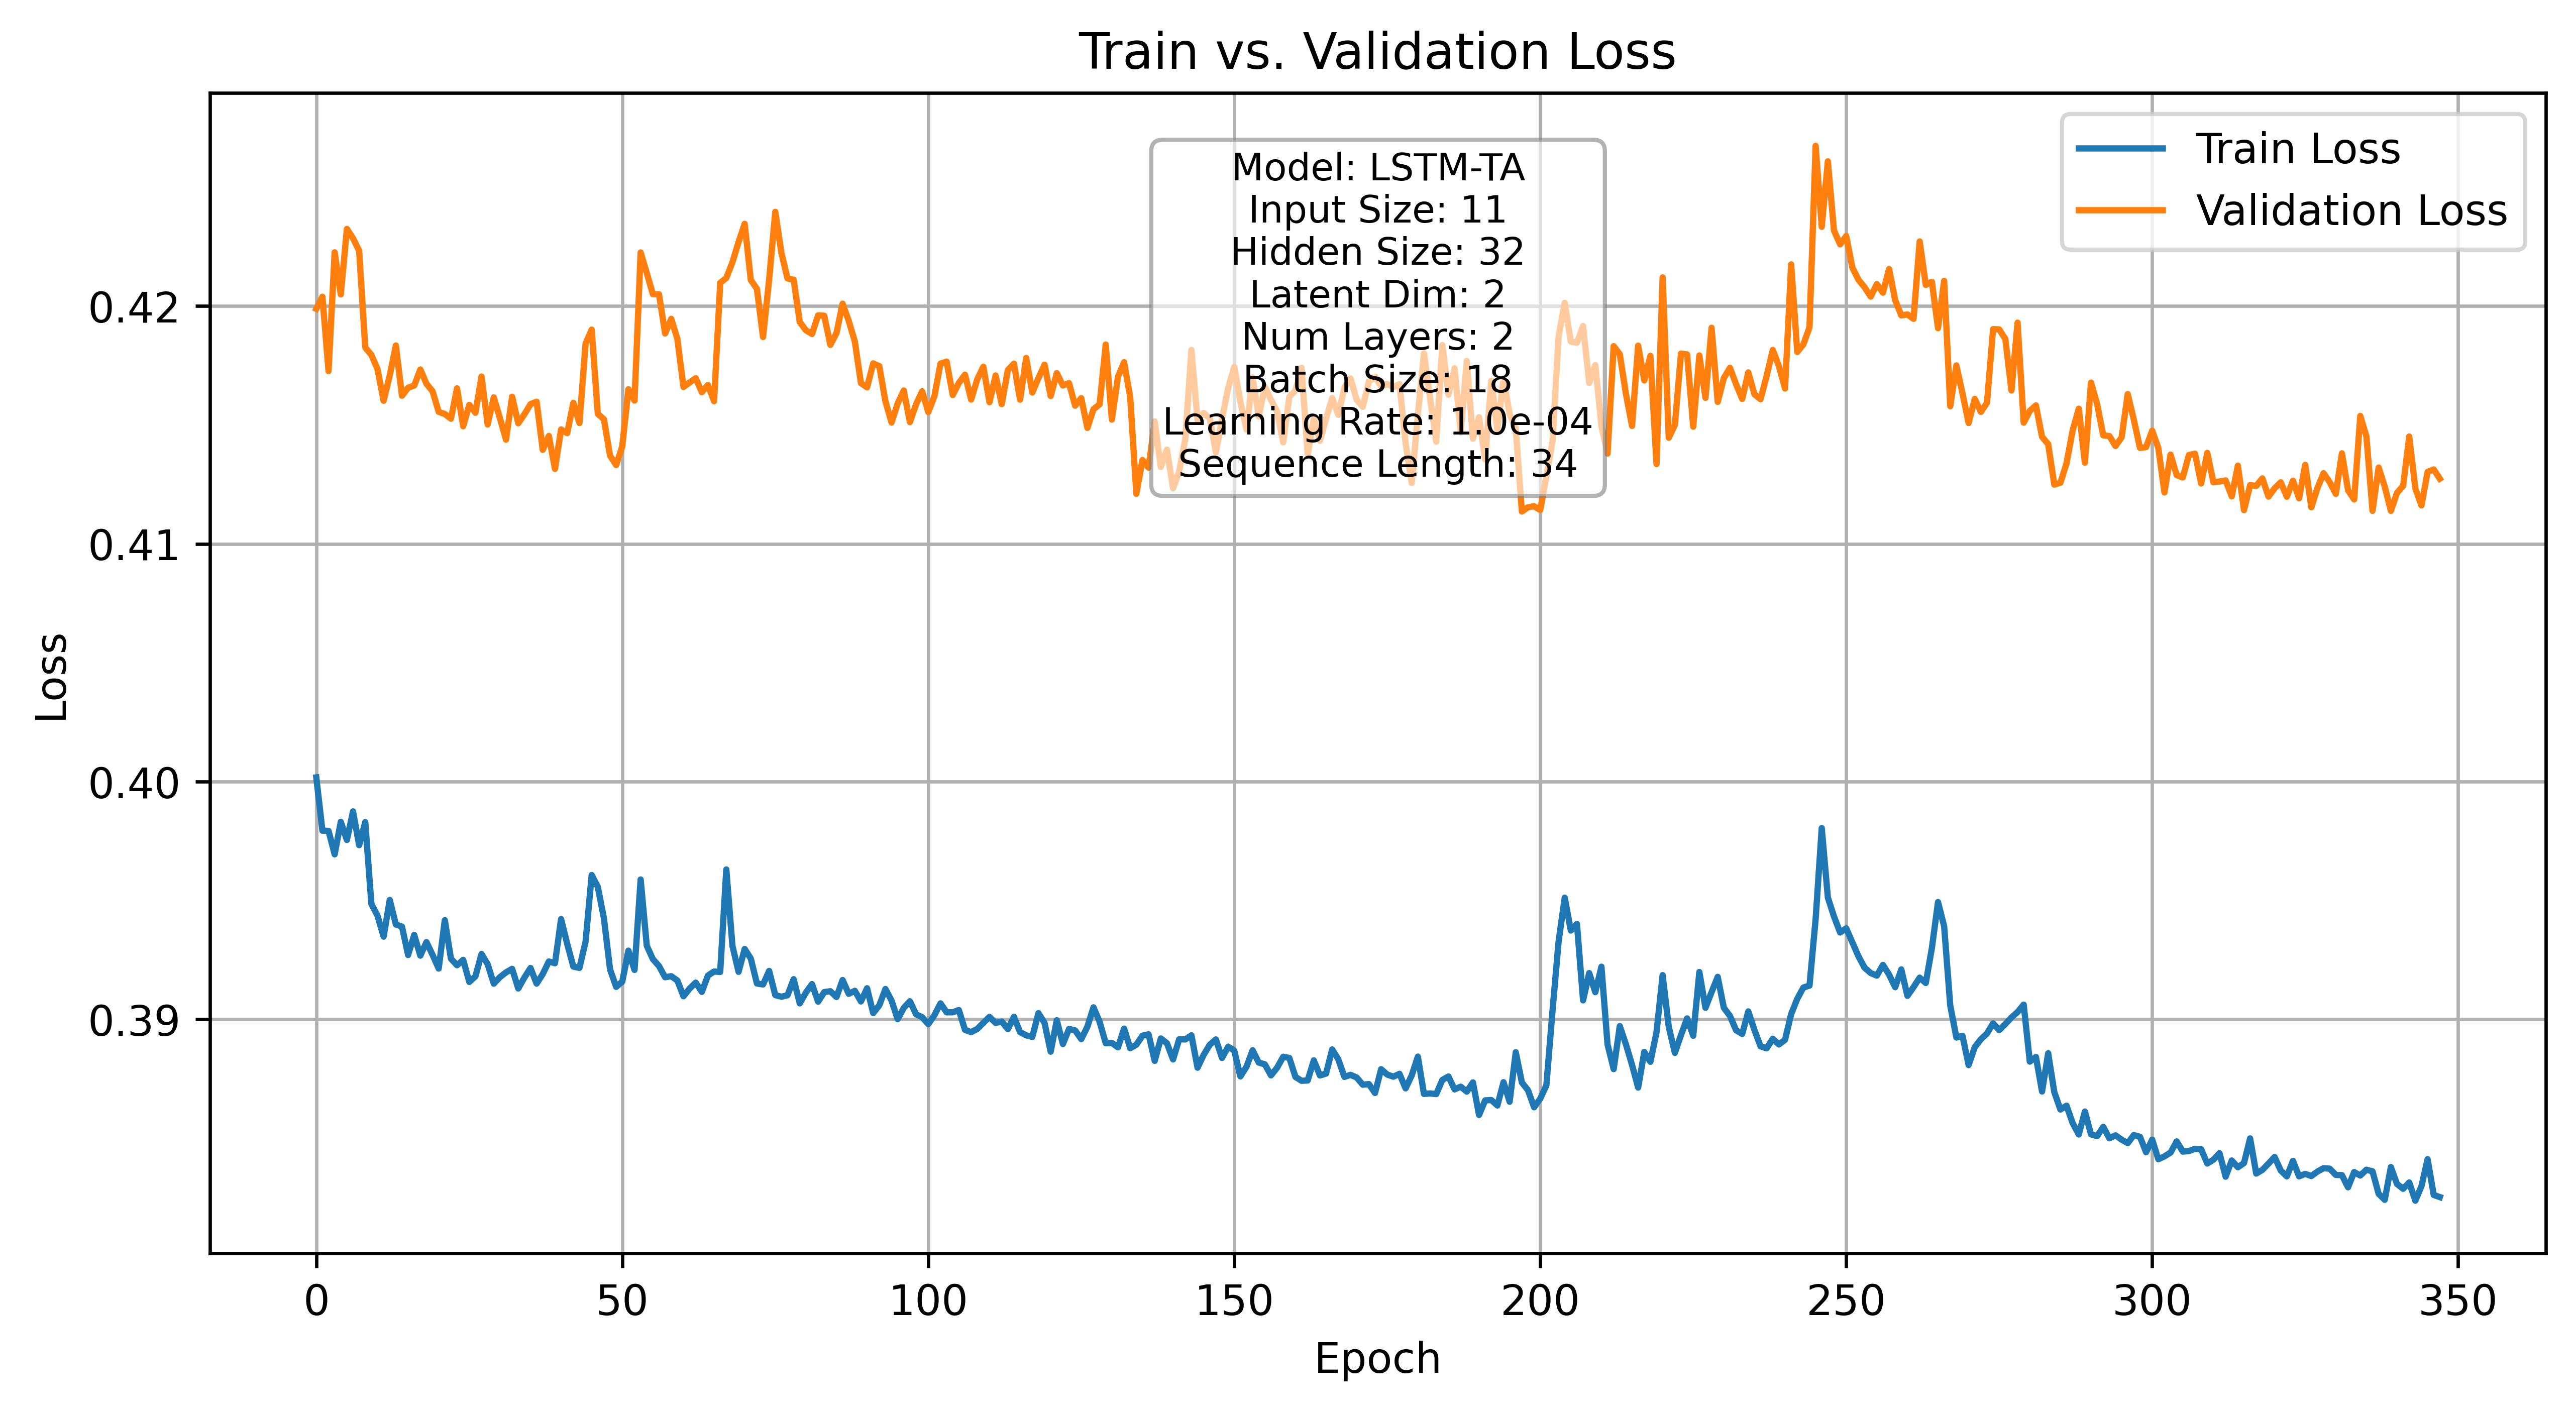 Train vs. Validation Loss
Train Loss
Validation Loss
Model: LSTM-TA
Input Size: 11
Hidden Size: 32
Latent Dim: 2
Num Layers: 2
Batch Size: 18
Learning Rate: 1.0e-04
Sequence Length: 34
Loss
0.42
0.41
0.40
0.39
0 50 100 150 200 250 300 350
Epoch